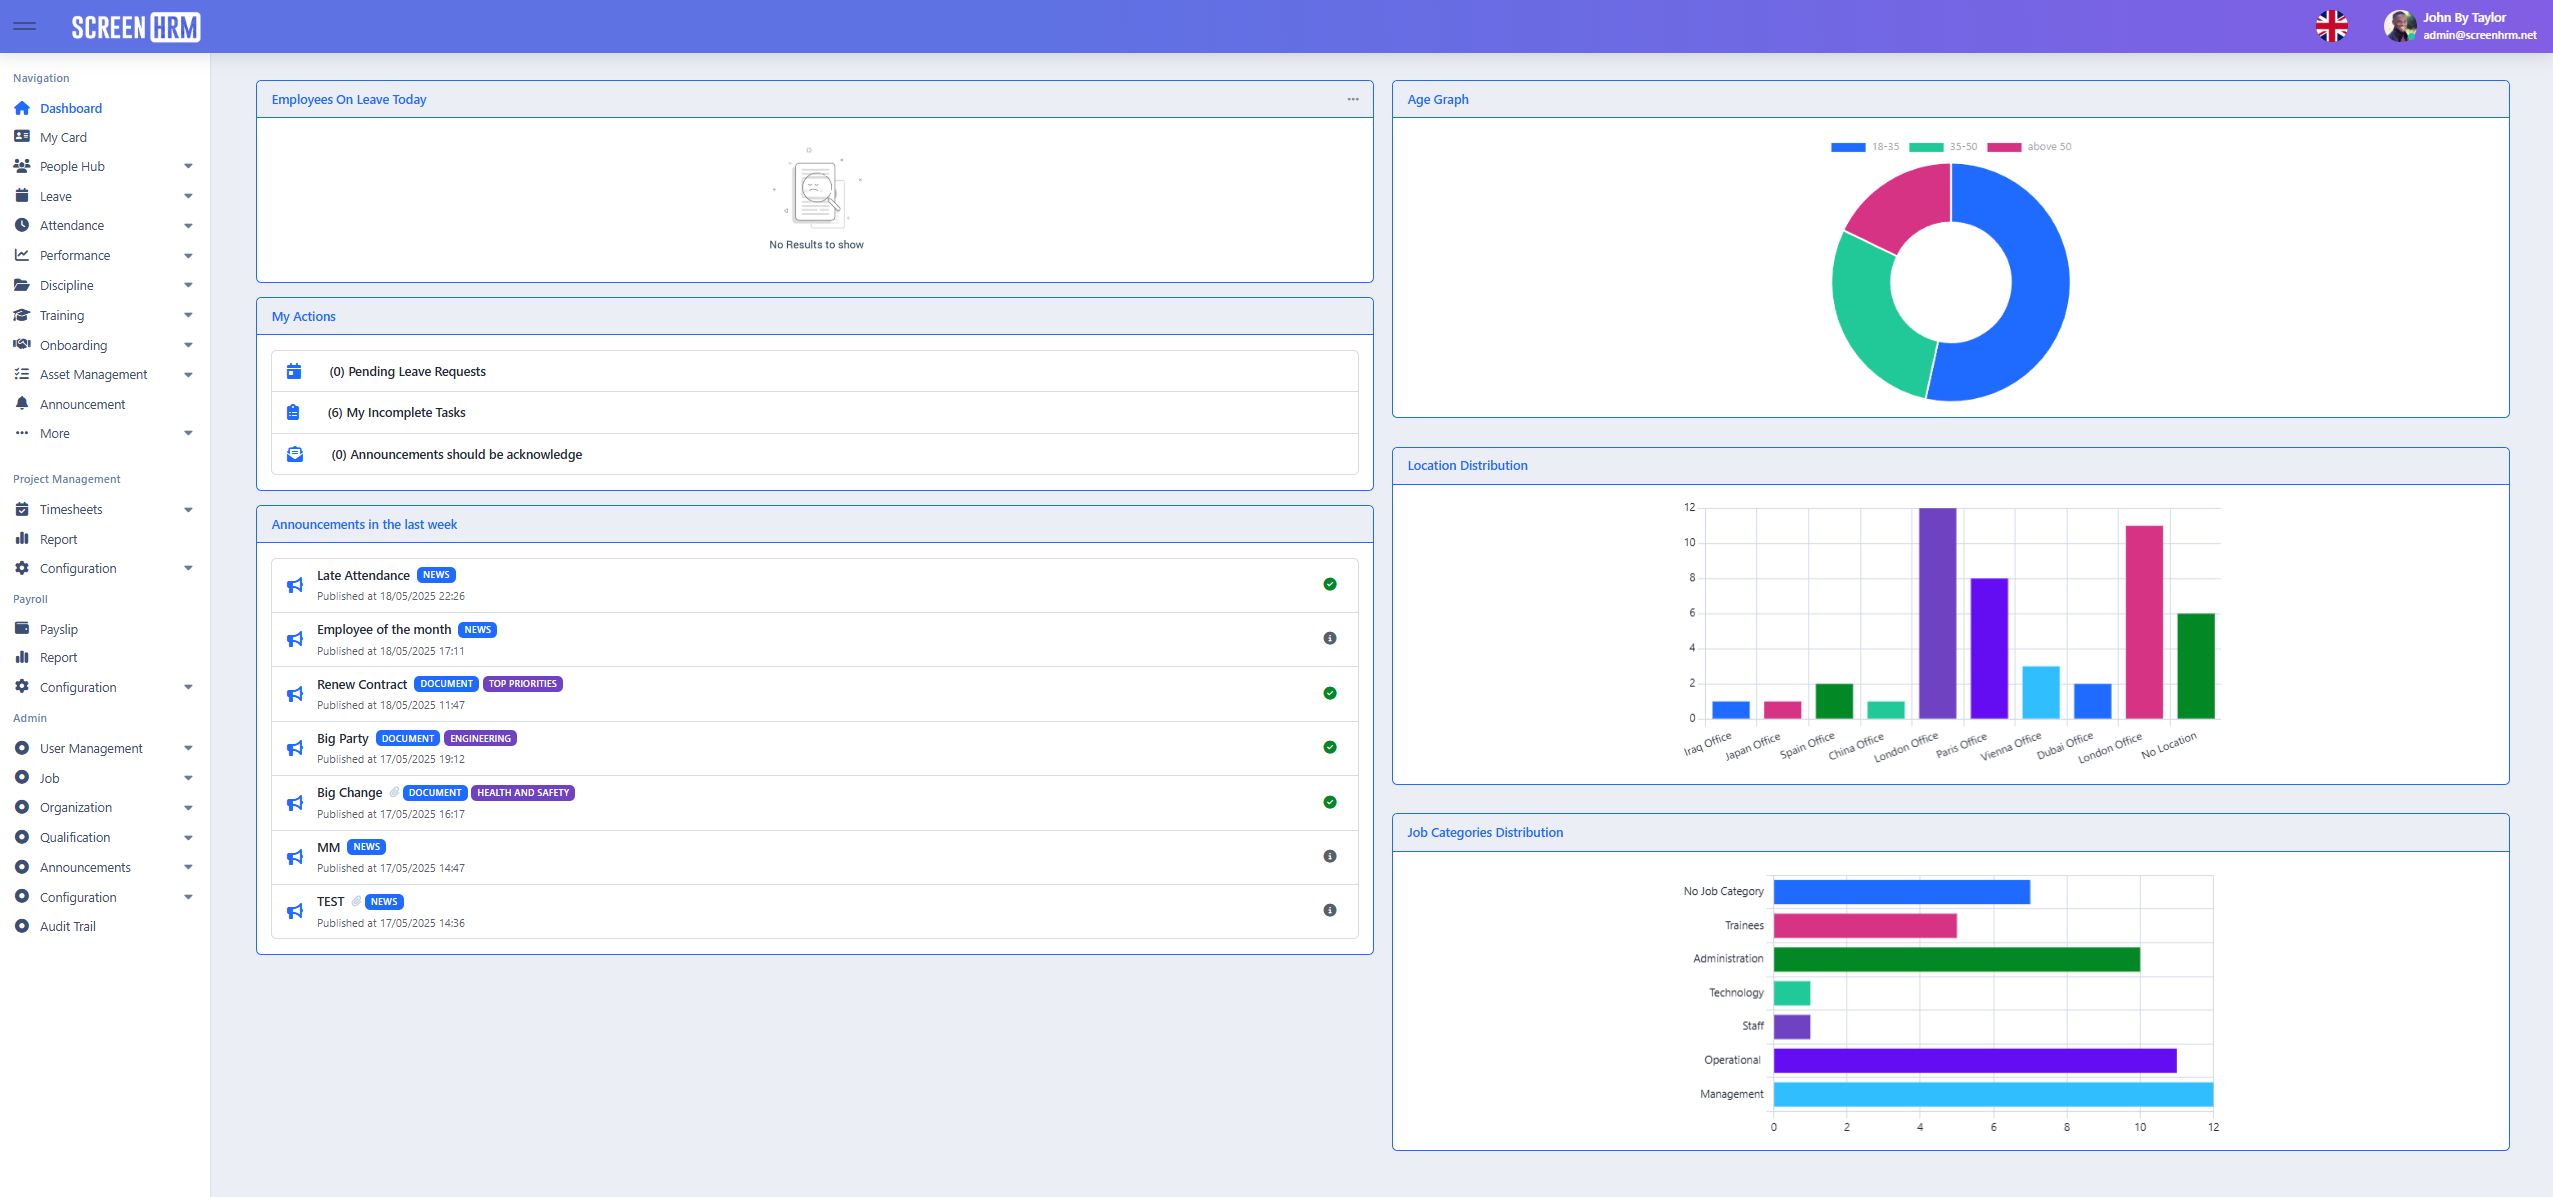 SCREEN HRM
John By Taylor
admin@screenhrm.net
Navigation
Dashboard
My Card
People Hub
Leave
Attendance
Performance
Discipline
Training
Onboarding
Asset Management
Announcement
More
Project Management
Timesheets
Report
Configuration
Payroll
Payslip
Report
Configuration
Admin
User Management
Job
Organization
Qualification
Announcements
Configuration
Audit Trail
Employees On Leave Today
No Results to show
My Actions
(0) Pending Leave Requests
(6) My Incomplete Tasks
(0) Announcements should be acknowledge
Announcements in the last week
Late Attendance NEWS
Published at 18/05/2025 22:26
Employee of the month NEWS
Published at 18/05/2025 17:11
Renew Contract DOCUMENT TOP PRIORITIES
Published at 18/05/2025 11:47
Big Party DOCUMENT ENGINEERING
Published at 17/05/2025 19:12
Big Change DOCUMENT HEALTH AND SAFETY
Published at 17/05/2025 16:17
MM NEWS
Published at 17/05/2025 14:47
TEST NEWS
Published at 17/05/2025 14:36
Age Graph
18-35 35-50 above 50
Location Distribution
12
10
8
6
4
2
0
Iraq Office Japan Office Spain Office China Office London Office Paris Office Vienna Office Dubai Office London Office No Location
Job Categories Distribution
No Job Category
Trainees
Administration
Technology
Staff
Operational
Management
0 2 4 6 8 10 12